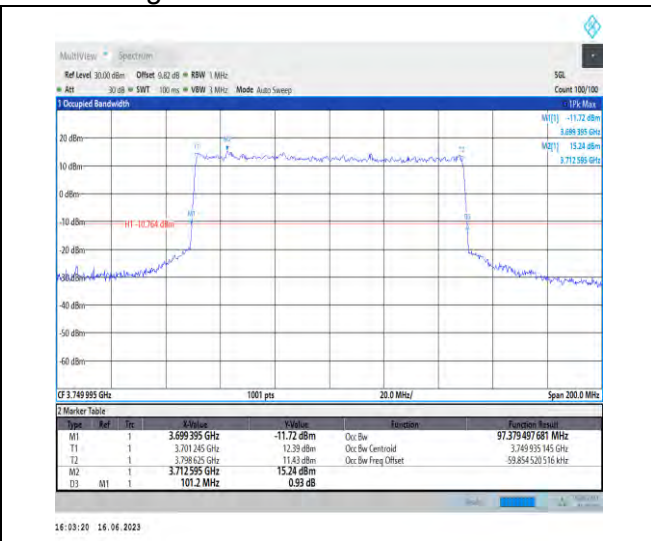 MultiView Spectrum
Ref Level 30.00 dBm Offset 9.82 dB RBW 1 MHz SGL
Att 30 dB SWT 100 ms VBW 3 MHz Mode Auto Sweep Count 100/100
1 Occupied Bandwidth 1Pk Max
M1[1] -11.72 dBm
3.699 395 GHz
M2[1] 15.24 dBm
3.712 595 GHz
20 dBm
T1 M2 T2
10 dBm
0 dBm
M1
-10 dBm H1 -10.764 dBm
-20 dBm
-30 dBm
-40 dBm
-50 dBm
-60 dBm
CF 3.749 995 GHz 1001 pts 20.0 MHz/ Span 200.0 MHz
2 Marker Table
Type Ref Trc X-Value Y-Value Function Function Result
M1 1 3.699 395 GHz -11.72 dBm Occ Bw 97.379 497 681 MHz
T1 1 3.701 245 GHz 12.39 dBm Occ Bw Centroid 3.749 935 145 GHz
T2 1 3.798 625 GHz 11.43 dBm Occ Bw Freq Offset -59.854 520 516 kHz
M2 1 3.712 595 GHz 15.24 dBm
D3 M1 1 101.2 MHz 0.93 dB
16:03:20 16.06.2023